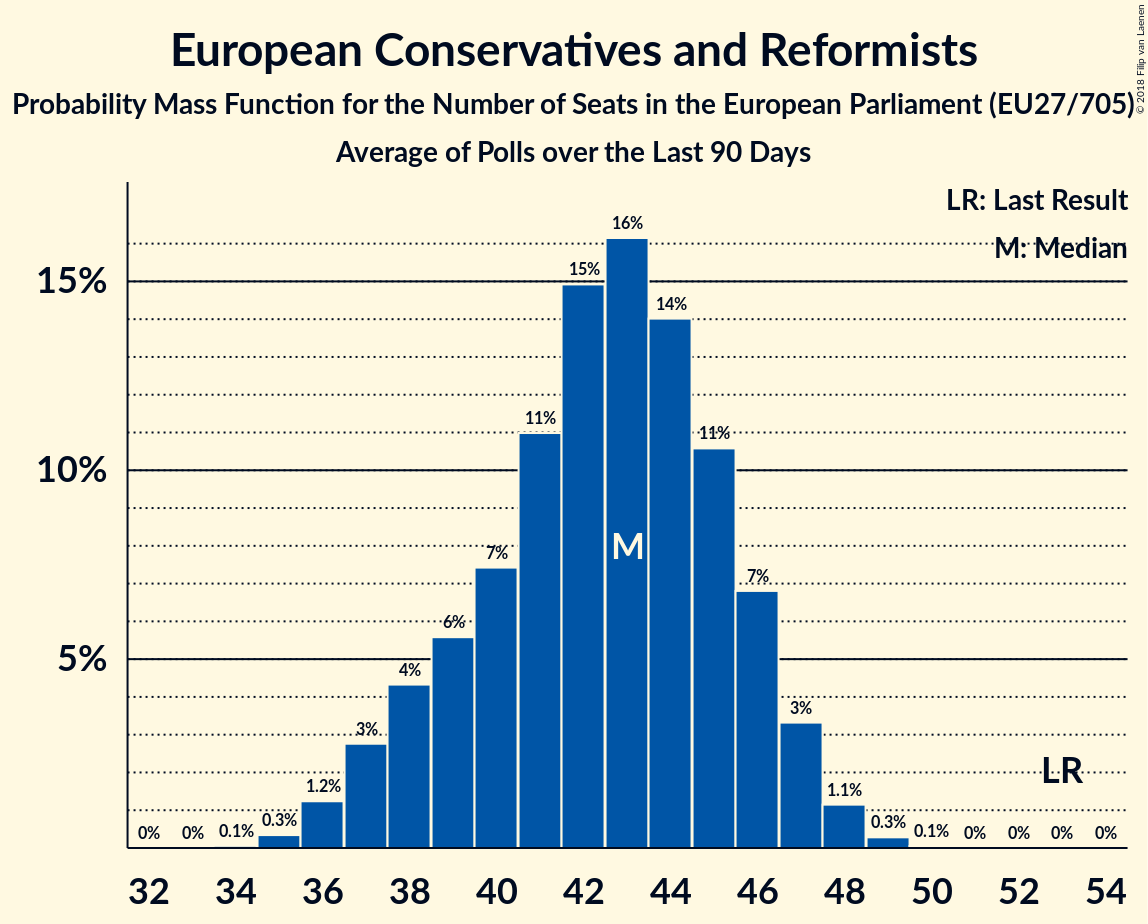 European Conservatives and Reformists
Probability Mass Function for the Number of Seats in the European Parliament (EU27/705)
Average of Polls over the Last 90 Days
© 2018 Filip van Laenen
LR: Last Result
M: Median
15%
10%
5%
0% 0% 0.1% 0.3% 1.2% 3% 4% 6% 7% 11% 15% 16% 14% 11% 7% 3% 1.1% 0.3% 0.1% 0% 0% 0% 0%
M
LR
32 34 36 38 40 42 44 46 48 50 52 54